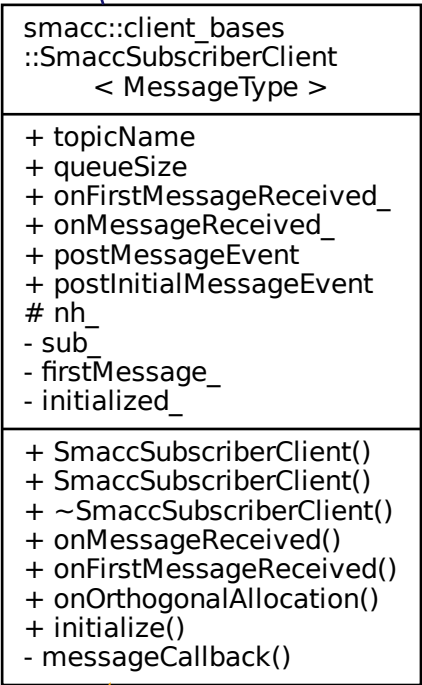 smacc::client_bases
::SmaccSubscriberClient
< MessageType >
+ topicName
+ queueSize
+ onFirstMessageReceived_
+ onMessageReceived_
+ postMessageEvent
+ postInitialMessageEvent
# nh_
- sub_
- firstMessage_
- initialized_
+ SmaccSubscriberClient()
+ SmaccSubscriberClient()
+ ~SmaccSubscriberClient()
+ onMessageReceived()
+ onFirstMessageReceived()
+ onOrthogonalAllocation()
+ initialize()
- messageCallback()